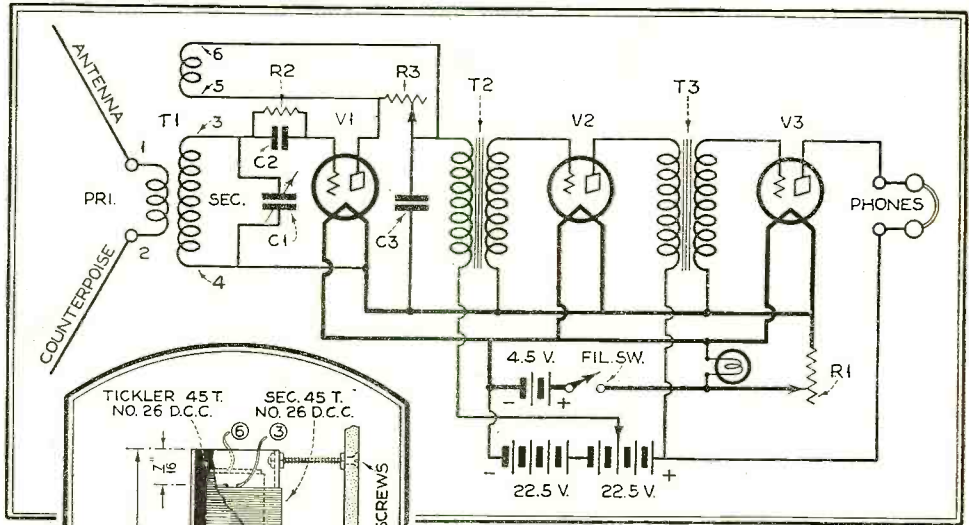 ANTENNA
COUNTERPOISE
1
2
PRI.
T1
6
5
3
4
SEC.
R2
C2
C1
V1
R3
C3
T2
V2
T3
V3
PHONES
4.5 V.
FIL. SW.
- +
R1
- +
22.5 V. 22.5 V.
TICKLER 45 T.
NO. 26 D.C.C.
SEC. 45 T.
NO. 26 D.C.C.
6 3
7/16
SCREWS